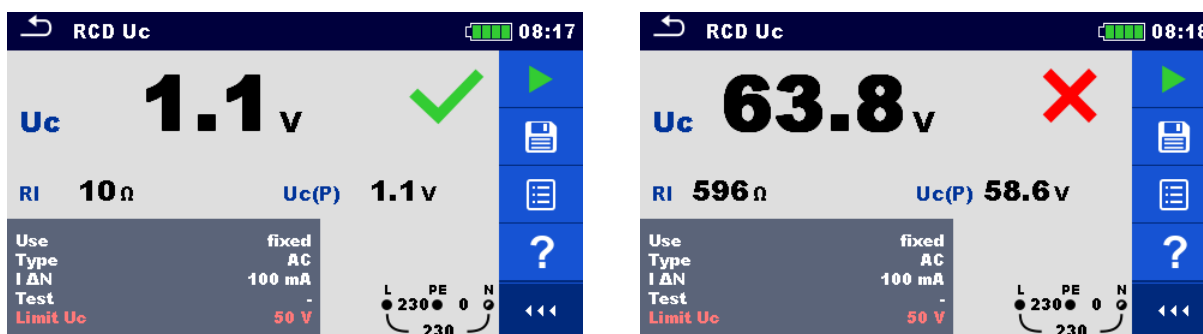 RCD Uc 08:17
Uc 1.1 V
RI 10 Ω Uc(P) 1.1 V
Use fixed
Type AC
I ΔN 100 mA
Test -
Limit Uc 50 V
L PE N
230 0
230
?
RCD Uc 08:18
Uc 63.8 V
RI 596 Ω Uc(P) 58.6 V
Use fixed
Type AC
I ΔN 100 mA
Test -
Limit Uc 50 V
L PE N
230 0
230
?